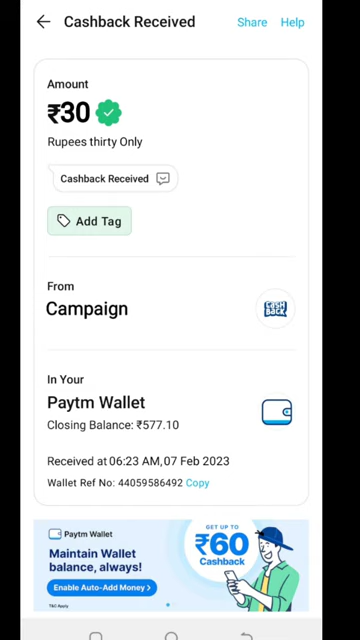 Cashback Received
Share Help
Amount
₹30
Rupees thirty Only
Cashback Received
Add Tag
From
Campaign
CASH
BACK
In Your
Paytm Wallet
Closing Balance: ₹577.10
Received at 06:23 AM,07 Feb 2023
Wallet Ref No: 44059586492 Copy
Paytm Wallet
Maintain Wallet
balance, always!
Enable Auto-Add Money >
T&C Apply
GET UP TO
₹60
Cashback